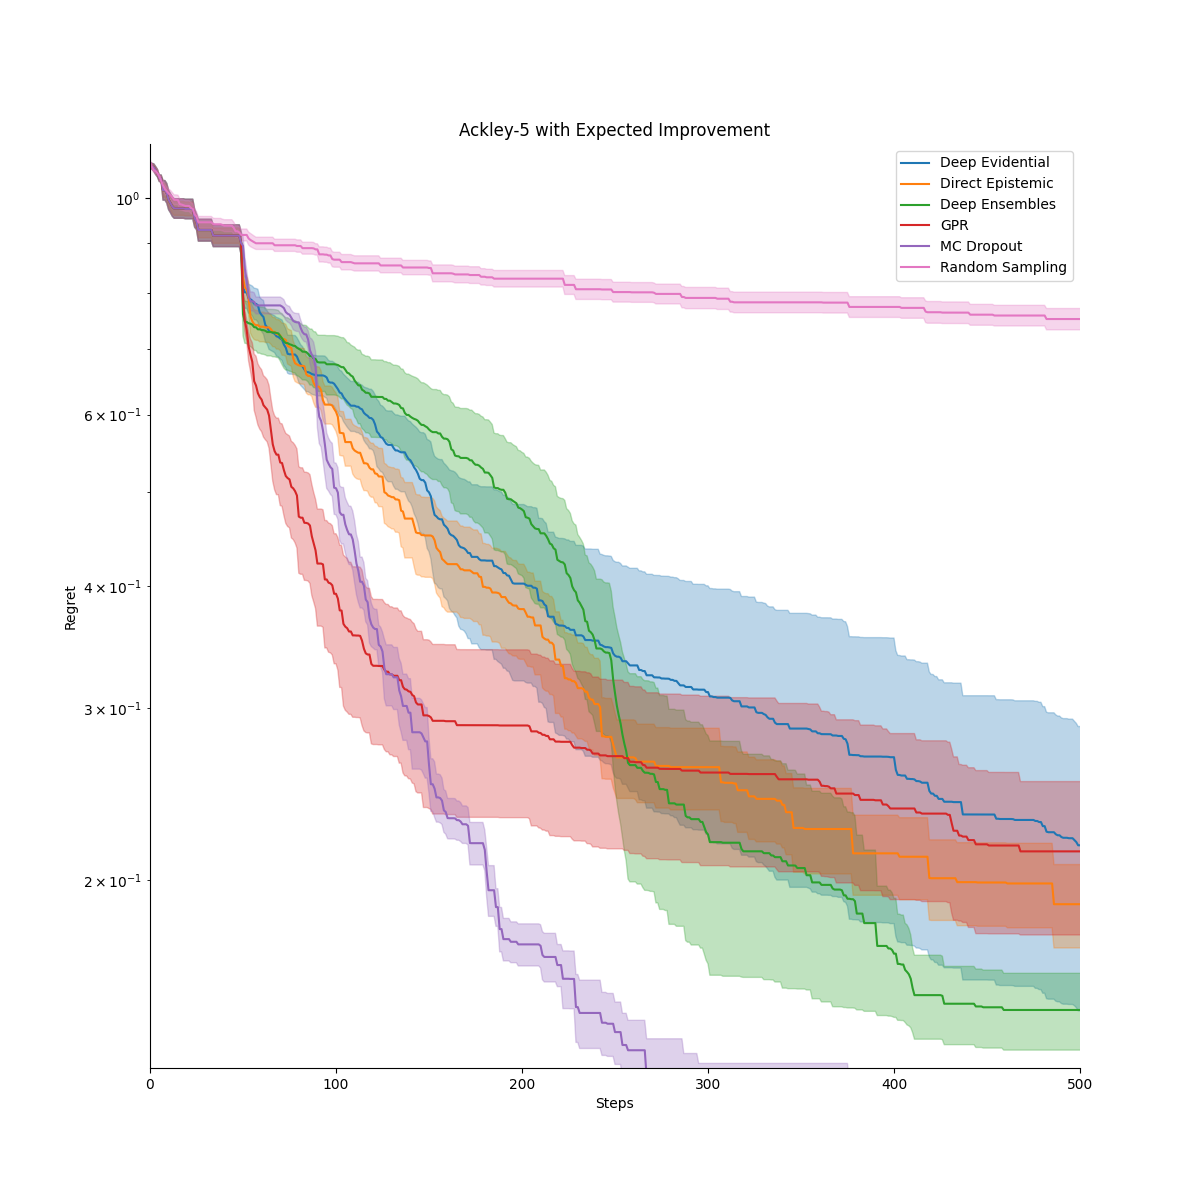 Ackley-5 with Expected Improvement
Deep Evidential
Direct Epistemic
Deep Ensembles
GPR
MC Dropout
Random Sampling
10⁰
6 × 10⁻¹
4 × 10⁻¹
3 × 10⁻¹
2 × 10⁻¹
Regret
0 100 200 300 400 500
Steps